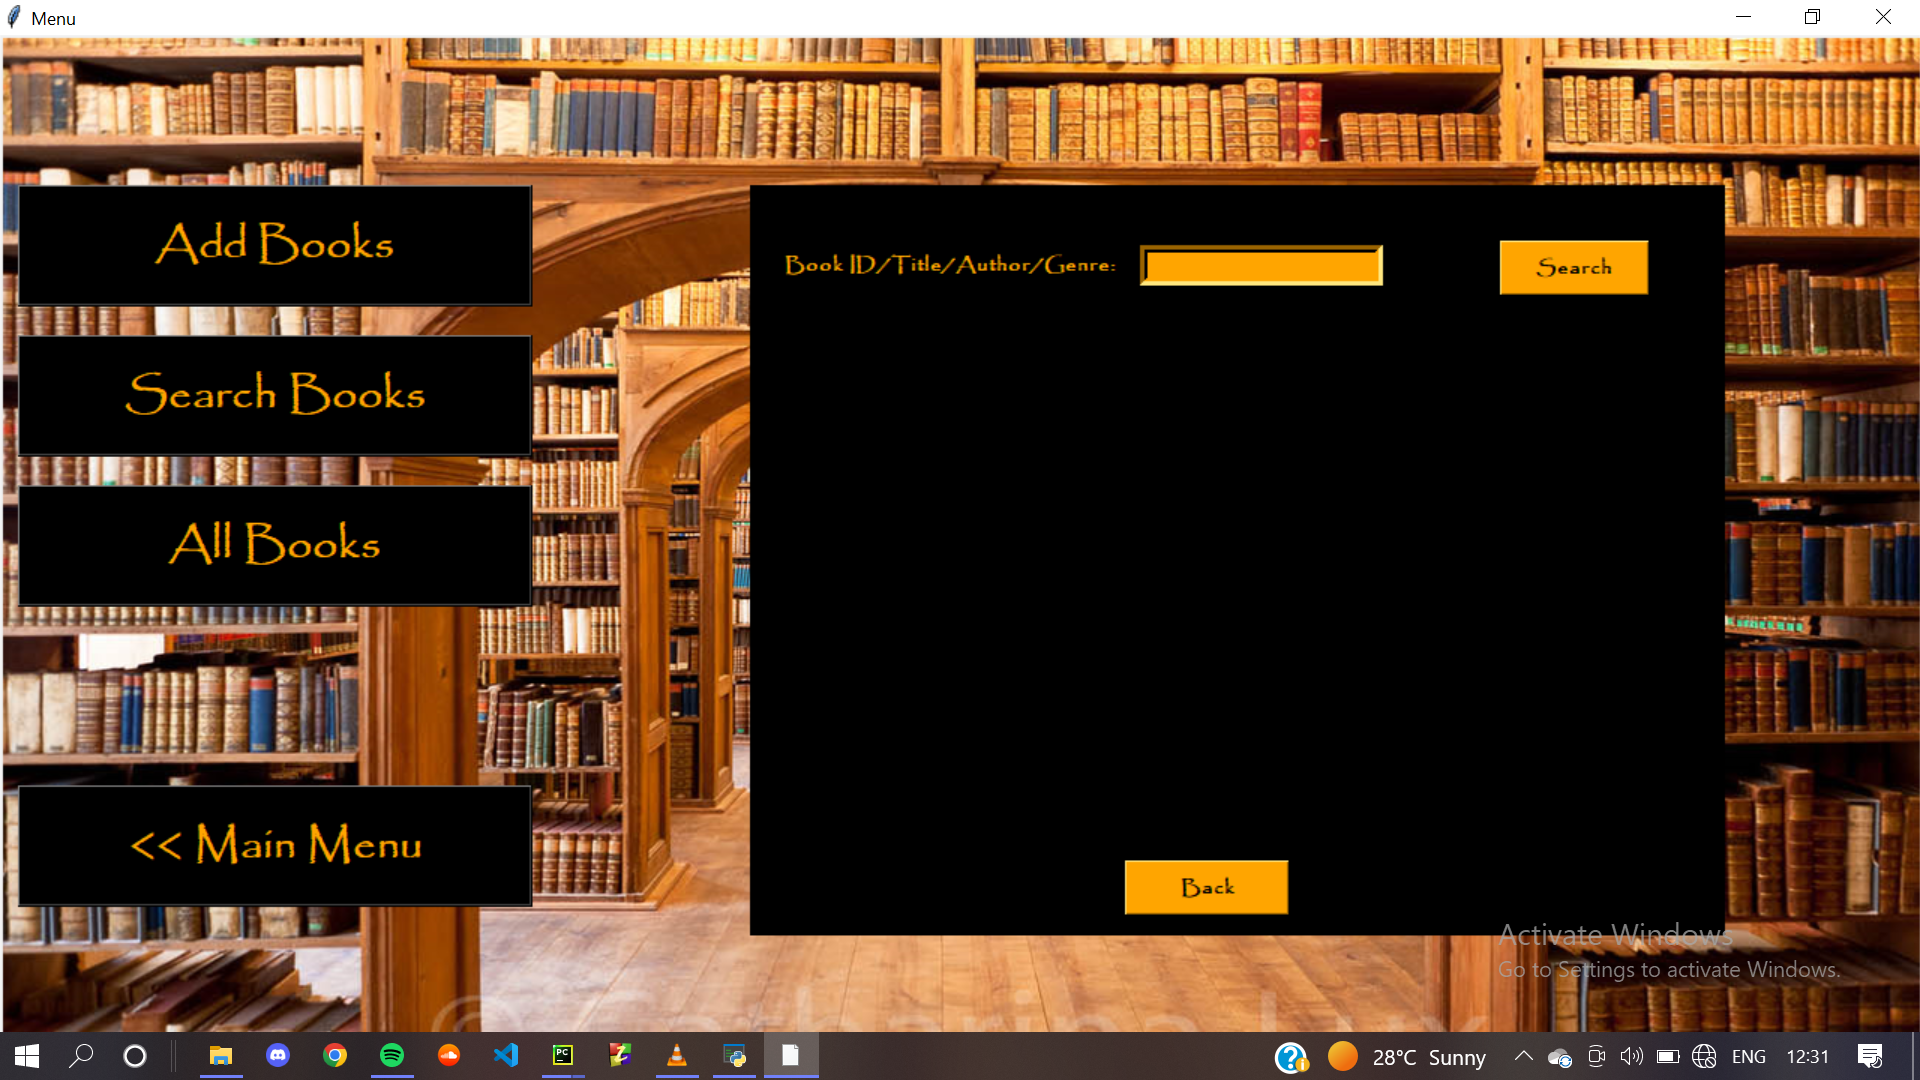 Menu
Add Books
Search Books
All Books
<< Main Menu
Book ID/Title/Author/Genre:
Search
Back
Activate Windows
Go to Settings to activate Windows.
PC
28°C Sunny
ENG
12:31